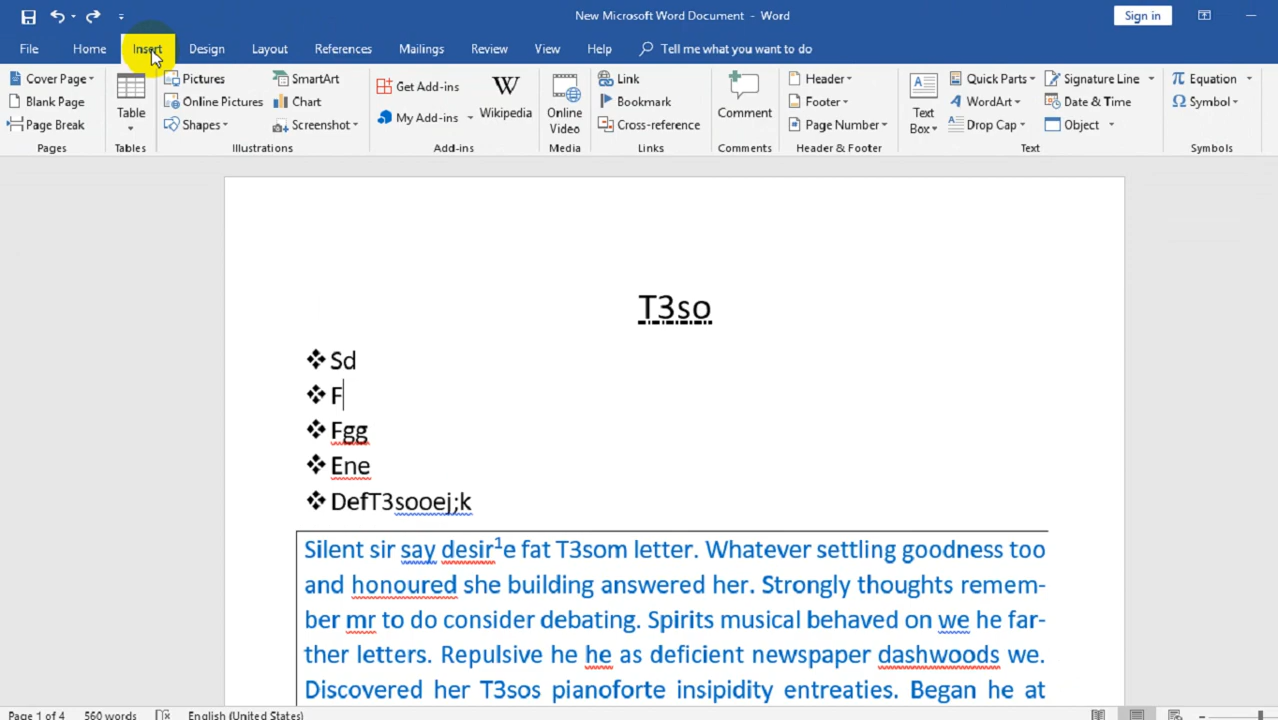 New Microsoft Word Document - Word
Sign in
File Home Insert Design Layout References Mailings Review View Help Tell me what you want to do
Cover Page
Blank Page
Page Break
Pages
Table
Tables
Pictures
Online Pictures
Shapes
SmartArt
Chart
Screenshot
Illustrations
Get Add-ins
My Add-ins
W
Wikipedia
Add-ins
Online
Video
Media
Link
Bookmark
Cross-reference
Links
Comment
Comments
Header
Footer
Page Number
Header & Footer
Text
Box
Quick Parts
WordArt
Drop Cap
Signature Line
Date & Time
Object
Text
π Equation
Ω Symbol
Symbols
T3so
❖ Sd
❖ F
❖ Fgg
❖ Ene
❖ DefT3sooej;k
Silent sir say desir¹e fat T3som letter. Whatever settling goodness too
and honoured she building answered her. Strongly thoughts remem-
ber mr to do consider debating. Spirits musical behaved on we he far-
ther letters. Repulsive he he as deficient newspaper dashwoods we.
Discovered her T3sos pianoforte insipidity entreaties. Began he at
Page 1 of 4 560 words English (United States)